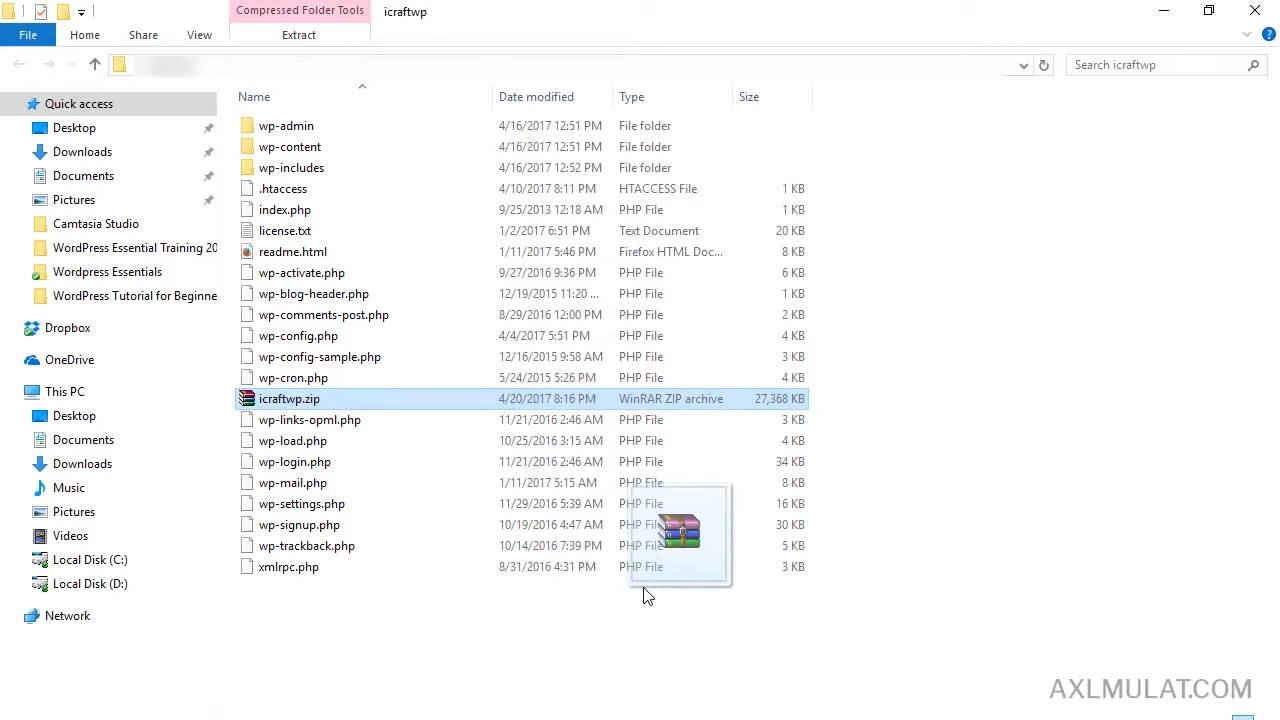 Compressed Folder Tools
icraftwp
File
Home
Share
View
Extract
Search icraftwp
Name
Date modified
Type
Size
Quick access
Desktop
Downloads
Documents
Pictures
Camtasia Studio
WordPress Essential Training 20
Wordpress Essentials
WordPress Tutorial for Beginne
Dropbox
OneDrive
This PC
Desktop
Documents
Downloads
Music
Pictures
Videos
Local Disk (C:)
Local Disk (D:)
Network
wp-admin 4/16/2017 12:51 PM File folder
wp-content 4/16/2017 12:51 PM File folder
wp-includes 4/16/2017 12:52 PM File folder
.htaccess 4/10/2017 8:11 PM HTACCESS File 1 KB
index.php 9/25/2013 12:18 AM PHP File 1 KB
license.txt 1/2/2017 6:51 PM Text Document 20 KB
readme.html 1/11/2017 5:46 PM Firefox HTML Doc... 8 KB
wp-activate.php 9/27/2016 9:36 PM PHP File 6 KB
wp-blog-header.php 12/19/2015 11:20 ... PHP File 1 KB
wp-comments-post.php 8/29/2016 12:00 PM PHP File 2 KB
wp-config.php 4/4/2017 5:51 PM PHP File 4 KB
wp-config-sample.php 12/16/2015 9:58 AM PHP File 3 KB
wp-cron.php 5/24/2015 5:26 PM PHP File 4 KB
icraftwp.zip 4/20/2017 8:16 PM WinRAR ZIP archive 27,368 KB
wp-links-opml.php 11/21/2016 2:46 AM PHP File 3 KB
wp-load.php 10/25/2016 3:15 AM PHP File 4 KB
wp-login.php 11/21/2016 2:46 AM PHP File 34 KB
wp-mail.php 1/11/2017 5:15 AM PHP File 8 KB
wp-settings.php 11/29/2016 5:39 AM PHP File 16 KB
wp-signup.php 10/19/2016 4:47 AM PHP File 30 KB
wp-trackback.php 10/14/2016 7:39 PM PHP File 5 KB
xmlrpc.php 8/31/2016 4:31 PM PHP File 3 KB
AXLMULAT.COM